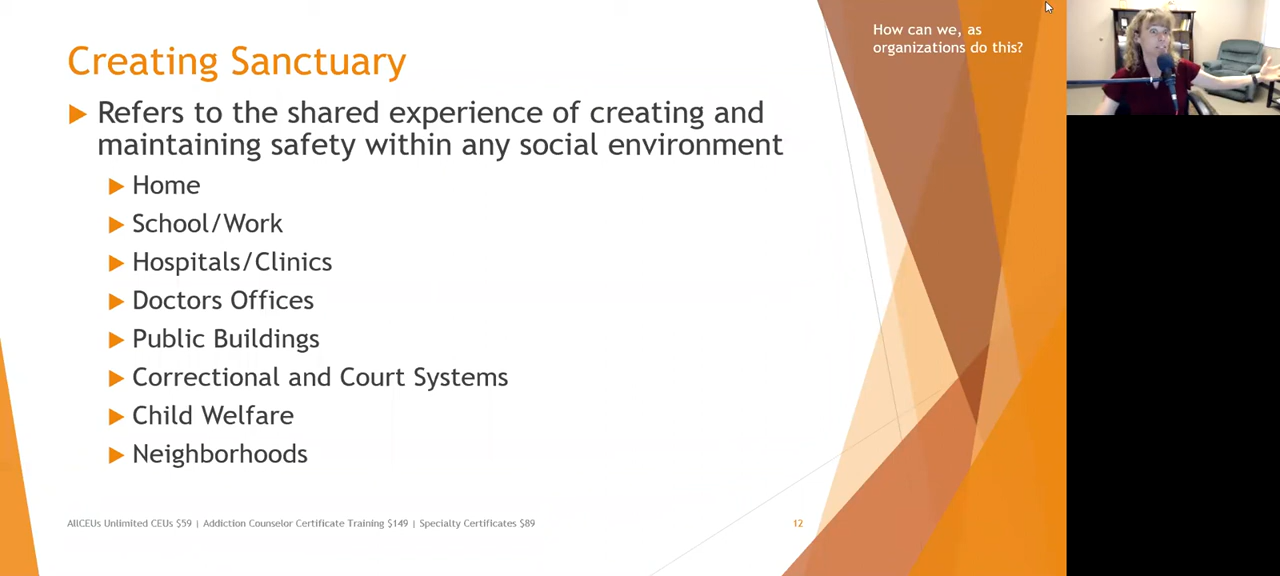 How can we, as
organizations do this?
Creating Sanctuary
Refers to the shared experience of creating and
maintaining safety within any social environment
Home
School/Work
Hospitals/Clinics
Doctors Offices
Public Buildings
Correctional and Court Systems
Child Welfare
Neighborhoods
AllCEUs Unlimited CEUs $59 | Addiction Counselor Certificate Training $149 | Specialty Certificates $89
12